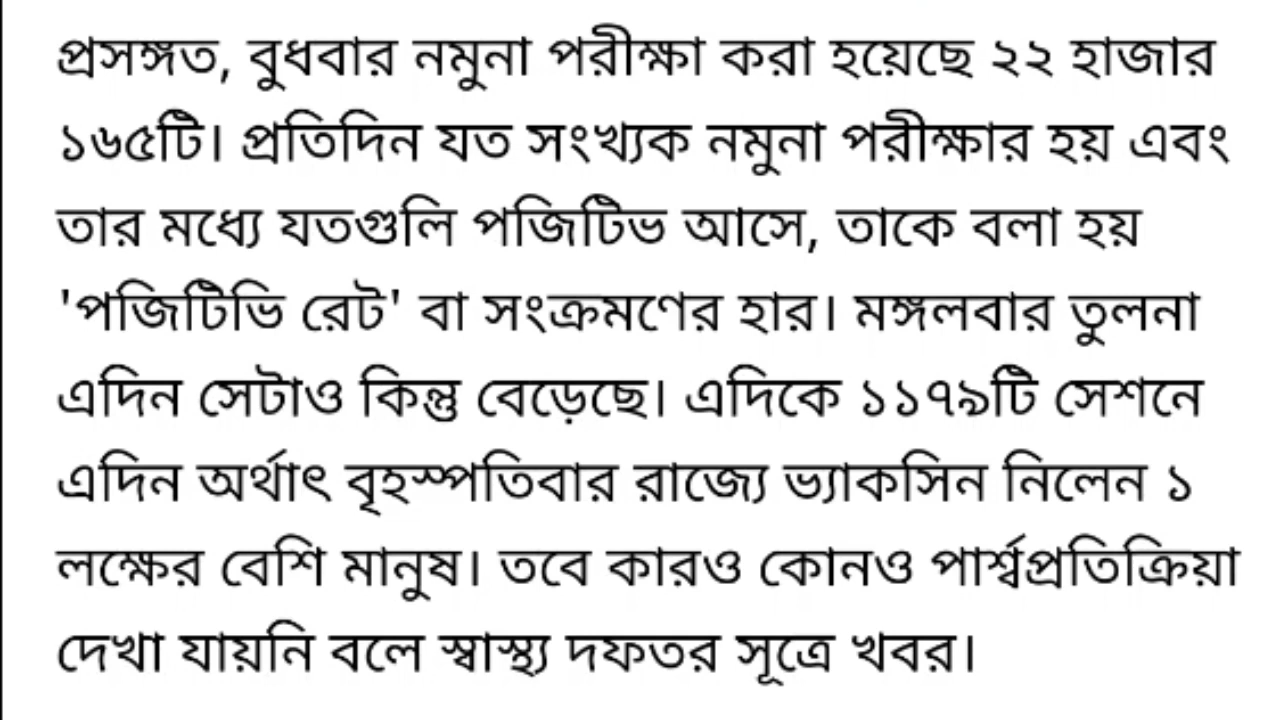 প্রসঙ্গত, বুধবার নমুনা পরীক্ষা করা হয়েছে ২২ হাজার
১৬৫টি। প্রতিদিন যত সংখ্যক নমুনা পরীক্ষার হয় এবং
তার মধ্যে যতগুলি পজিটিভ আসে, তাকে বলা হয়
'পজিটিভি রেট' বা সংক্রমণের হার। মঙ্গলবার তুলনা
এদিন সেটাও কিন্তু বেড়েছে। এদিকে ১১৭৯টি সেশনে
এদিন অর্থাৎ বৃহস্পতিবার রাজ্যে ভ্যাকসিন নিলেন ১
লক্ষের বেশি মানুষ। তবে কারও কোনও পার্শ্বপ্রতিক্রিয়া
দেখা যায়নি বলে স্বাস্থ্য দফতর সূত্রে খবর।